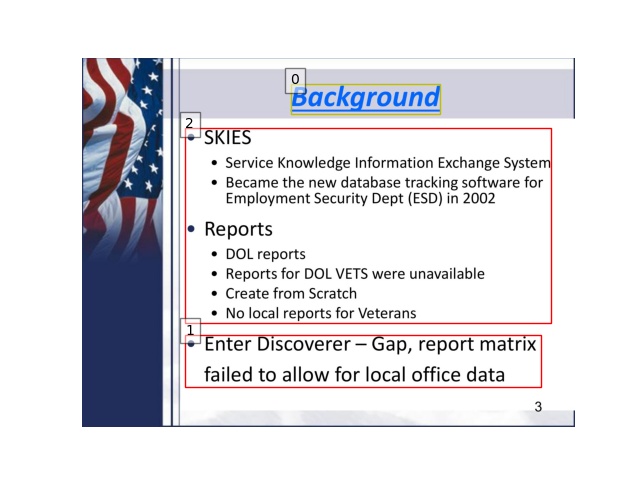 0
Background
2
• SKIES
• Service Knowledge Information Exchange System
• Became the new database tracking software for
Employment Security Dept (ESD) in 2002
• Reports
• DOL reports
• Reports for DOL VETS were unavailable
• Create from Scratch
• No local reports for Veterans
1
• Enter Discoverer – Gap, report matrix
failed to allow for local office data
3